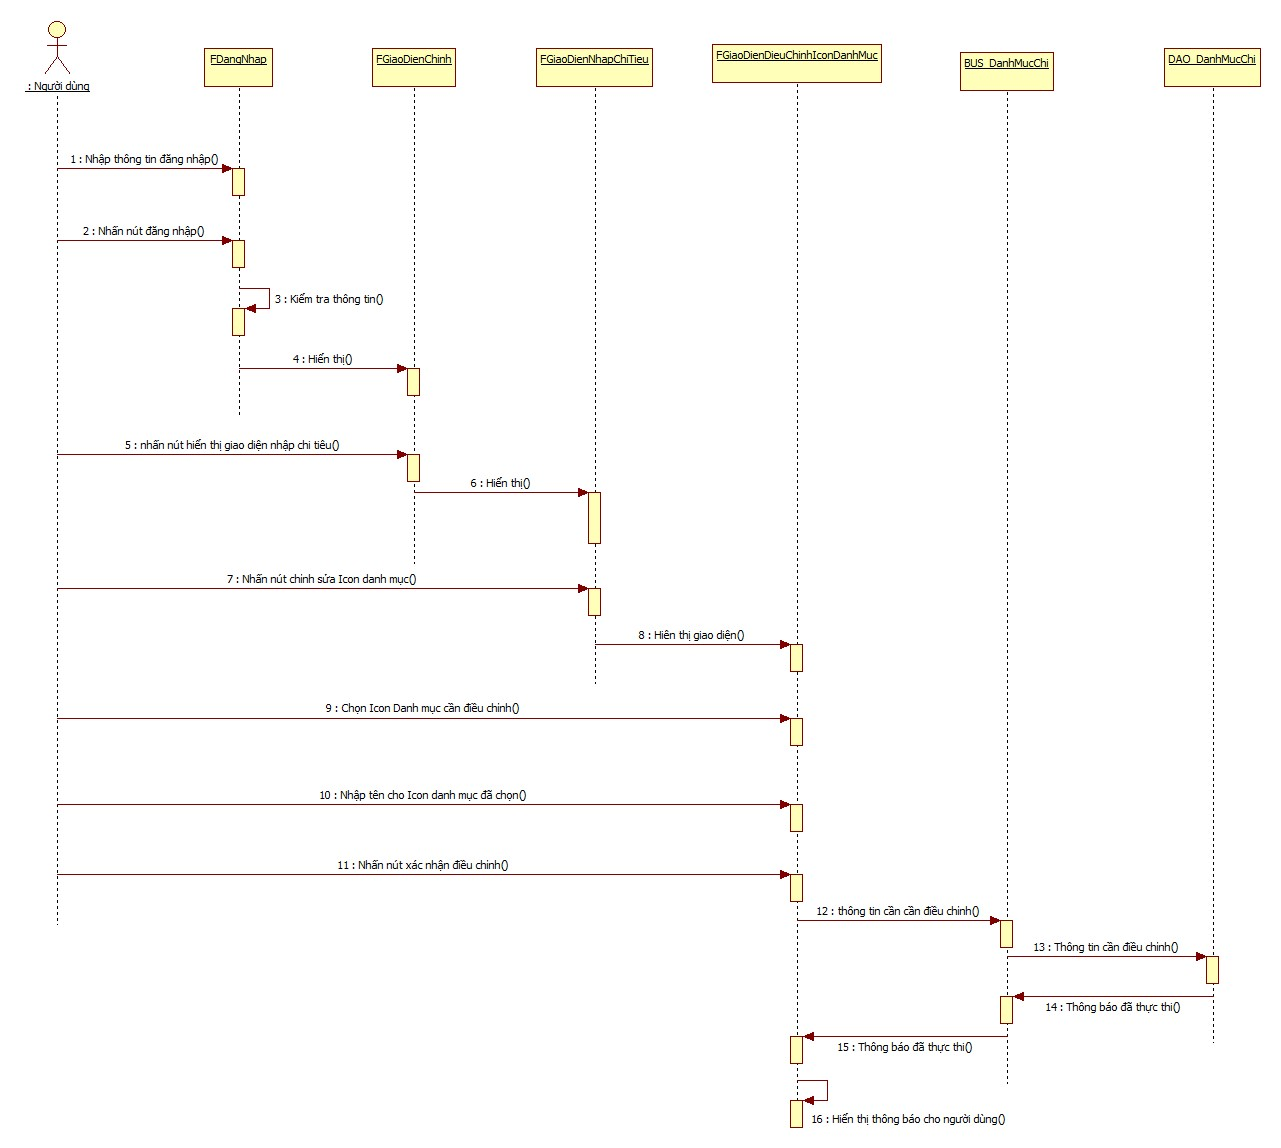 : Người dùng
FDangNhap
FGiaoDienChinh
FGiaoDienNhapChiTieu
FGiaoDienDieuChinhIconDanhMuc
BUS_DanhMucChi
DAO_DanhMucChi
1 : Nhập thông tin đăng nhập()
2 : Nhấn nút đăng nhập()
3 : Kiểm tra thông tin()
4 : Hiển thị()
5 : nhấn nút hiển thị giao diện nhập chi tiêu()
6 : Hiển thị()
7 : Nhấn nút chỉnh sửa Icon danh mục()
8 : Hiên thị giao diện()
9 : Chọn Icon Danh mục cần điều chỉnh()
10 : Nhập tên cho Icon danh mục đã chọn()
11 : Nhấn nút xác nhận điều chỉnh()
12 : thông tin cần cần điều chỉnh()
13 : Thông tin cần điều chỉnh()
14 : Thông báo đã thực thi()
15 : Thông báo đã thực thi()
16 : Hiển thị thông báo cho người dùng()